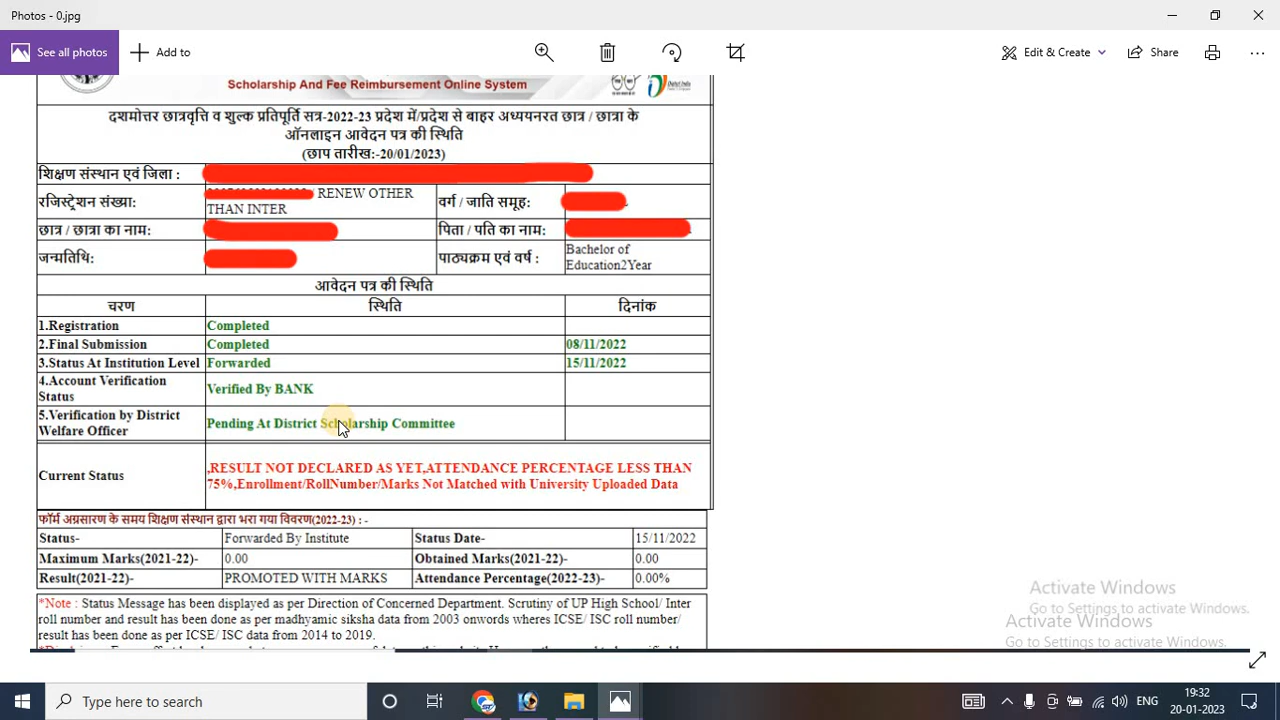 Photos - 0.jpg
See all photos
Add to
Edit & Create
Share
Scholarship And Fee Reimbursement Online System
दशमोत्तर छात्रवृत्ति व शुल्क प्रतिपूर्ति सत्र-2022-23 प्रदेश में/प्रदेश से बाहर अध्ययनरत छात्र / छात्रा के
ऑनलाइन आवेदन पत्र की स्थिति
(छाप तारीख:-20/01/2023)
शिक्षण संस्थान एवं जिला :
रजिस्ट्रेशन संख्या:
/ RENEW OTHER
THAN INTER
वर्ग / जाति समूह:
छात्र / छात्रा का नाम:
पिता / पति का नाम:
जन्मतिथि:
पाठ्यक्रम एवं वर्ष :
Bachelor of
Education2Year
आवेदन पत्र की स्थिति
चरण स्थिति दिनांक
1.Registration Completed
2.Final Submission Completed 08/11/2022
3.Status At Institution Level Forwarded 15/11/2022
4.Account Verification
Status
Verified By BANK
5.Verification by District
Welfare Officer
Pending At District Scholarship Committee
Current Status
,RESULT NOT DECLARED AS YET,ATTENDANCE PERCENTAGE LESS THAN
75%,Enrollment/RollNumber/Marks Not Matched with University Uploaded Data
फॉर्म अग्रसारण के समय शिक्षण संस्थान द्वारा भरा गया विवरण(2022-23) : -
Status- Forwarded By Institute Status Date- 15/11/2022
Maximum Marks(2021-22)- 0.00 Obtained Marks(2021-22)- 0.00
Result(2021-22)- PROMOTED WITH MARKS Attendance Percentage(2022-23)- 0.00%
*Note : Status Message has been displayed as per Direction of Concerned Department. Scrutiny of UP High School/ Inter
roll number and result has been done as per madhyamic siksha data from 2003 onwords wheres ICSE/ ISC roll number/
result has been done as per ICSE/ ISC data from 2014 to 2019.
Activate Windows
Go to Settings to activate Windows.
Activate Windows
Go to Settings to activate Windows.
Type here to search
ENG
19:32
20-01-2023